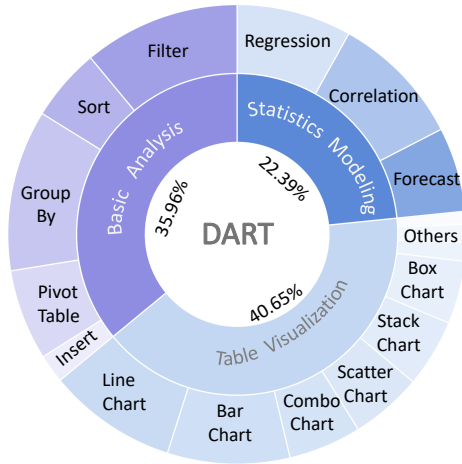 DART
Statistics Modeling
22.39%
Regression
Correlation
Forecast
Table Visualization
40.65%
Others
Box
Chart
Stack
Chart
Scatter
Chart
Combo
Chart
Bar
Chart
Line
Chart
Basic Analysis
35.96%
Insert
Pivot
Table
Group
By
Sort
Filter